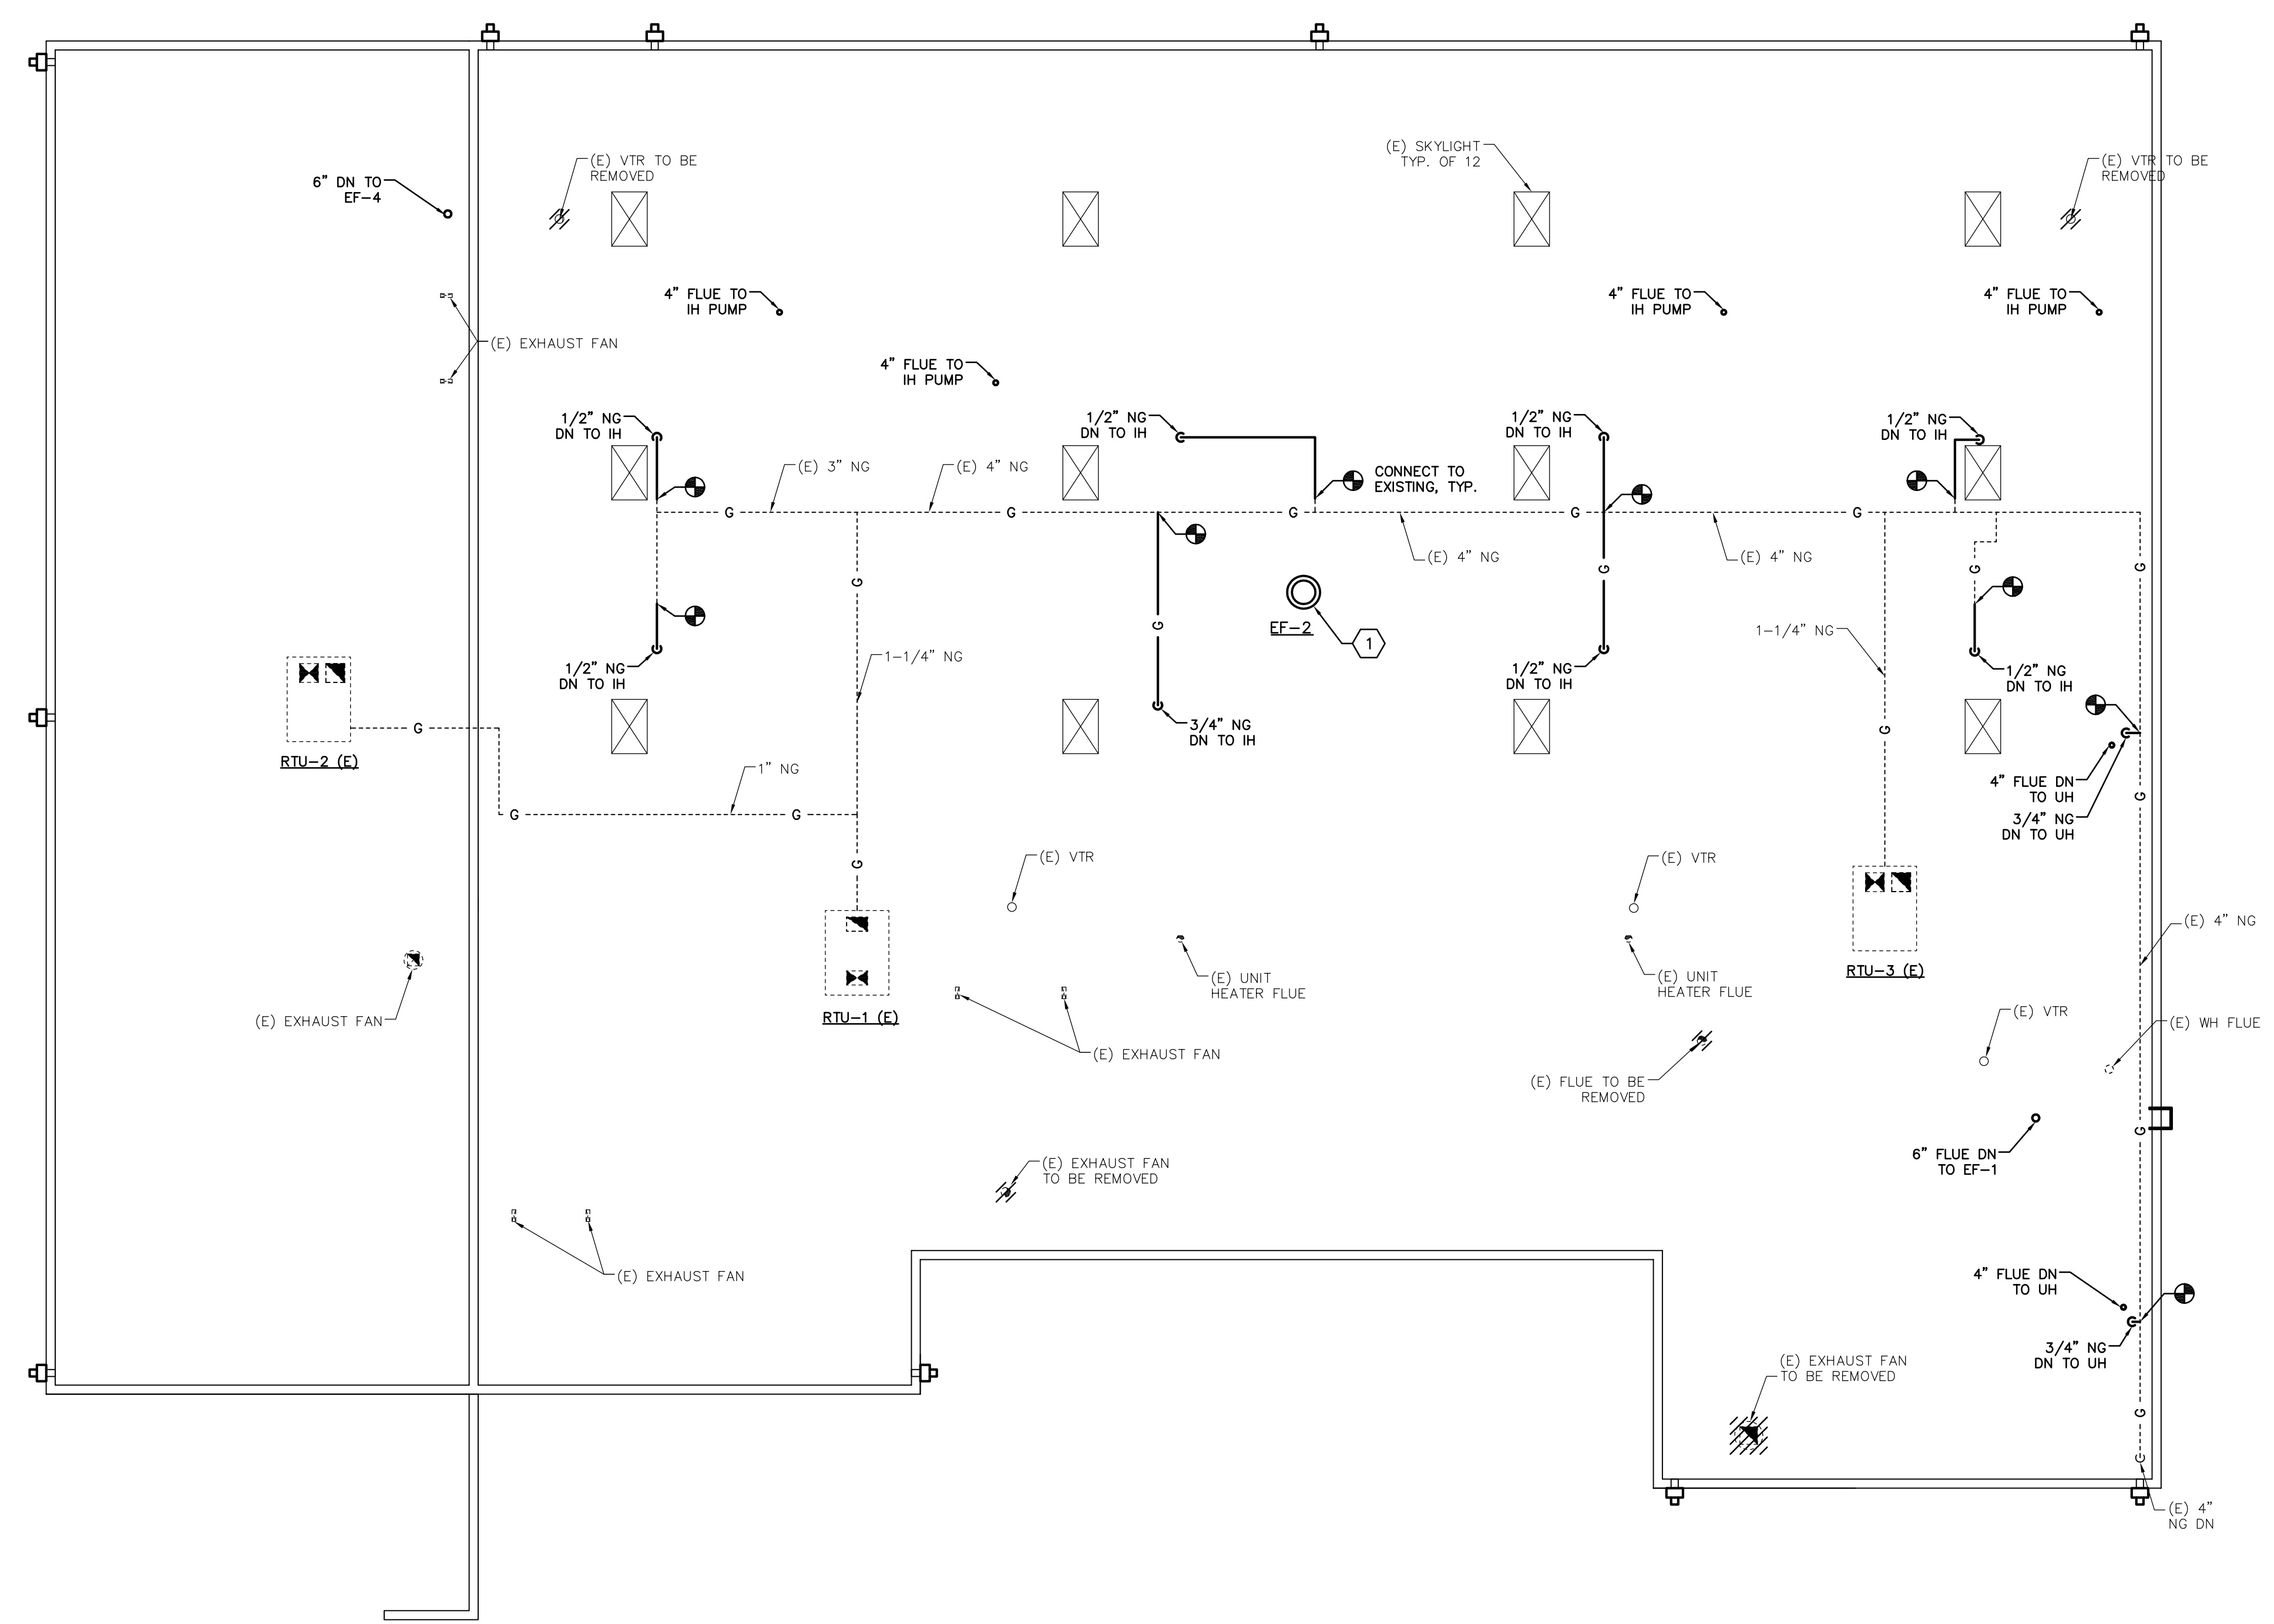 (E) VTR TO BE
REMOVED
(E) SKYLIGHT
TYP. OF 12
(E) VTR TO BE
REMOVED
6" DN TO
EF-4
4" FLUE TO
IH PUMP
4" FLUE TO
IH PUMP
4" FLUE TO
IH PUMP
(E) EXHAUST FAN
4" FLUE TO
IH PUMP
1/2" NG
DN TO IH
1/2" NG
DN TO IH
1/2" NG
DN TO IH
1/2" NG
DN TO IH
(E) 3" NG
(E) 4" NG
CONNECT TO
EXISTING, TYP.
G
G
G
G
G
(E) 4" NG
(E) 4" NG
G
G
G
G
G
EF-2
1
1-1/4" NG
1-1/4" NG
1/2" NG
DN TO IH
1/2" NG
DN TO IH
1/2" NG
DN TO IH
3/4" NG
DN TO IH
G
G
RTU-2 (E)
1" NG
4" FLUE DN
TO UH
G
G
G
3/4" NG
DN TO UH
(E) VTR
(E) VTR
G
(E) 4" NG
(E) UNIT
HEATER FLUE
(E) UNIT
HEATER FLUE
RTU-3 (E)
(E) EXHAUST FAN
RTU-1 (E)
(E) VTR
(E) WH FLUE
(E) EXHAUST FAN
(E) FLUE TO BE
REMOVED
G
6" FLUE DN
TO EF-1
(E) EXHAUST FAN
TO BE REMOVED
(E) EXHAUST FAN
4" FLUE DN
TO UH
3/4" NG
DN TO UH
(E) EXHAUST FAN
TO BE REMOVED
G
(E) 4"
NG DN